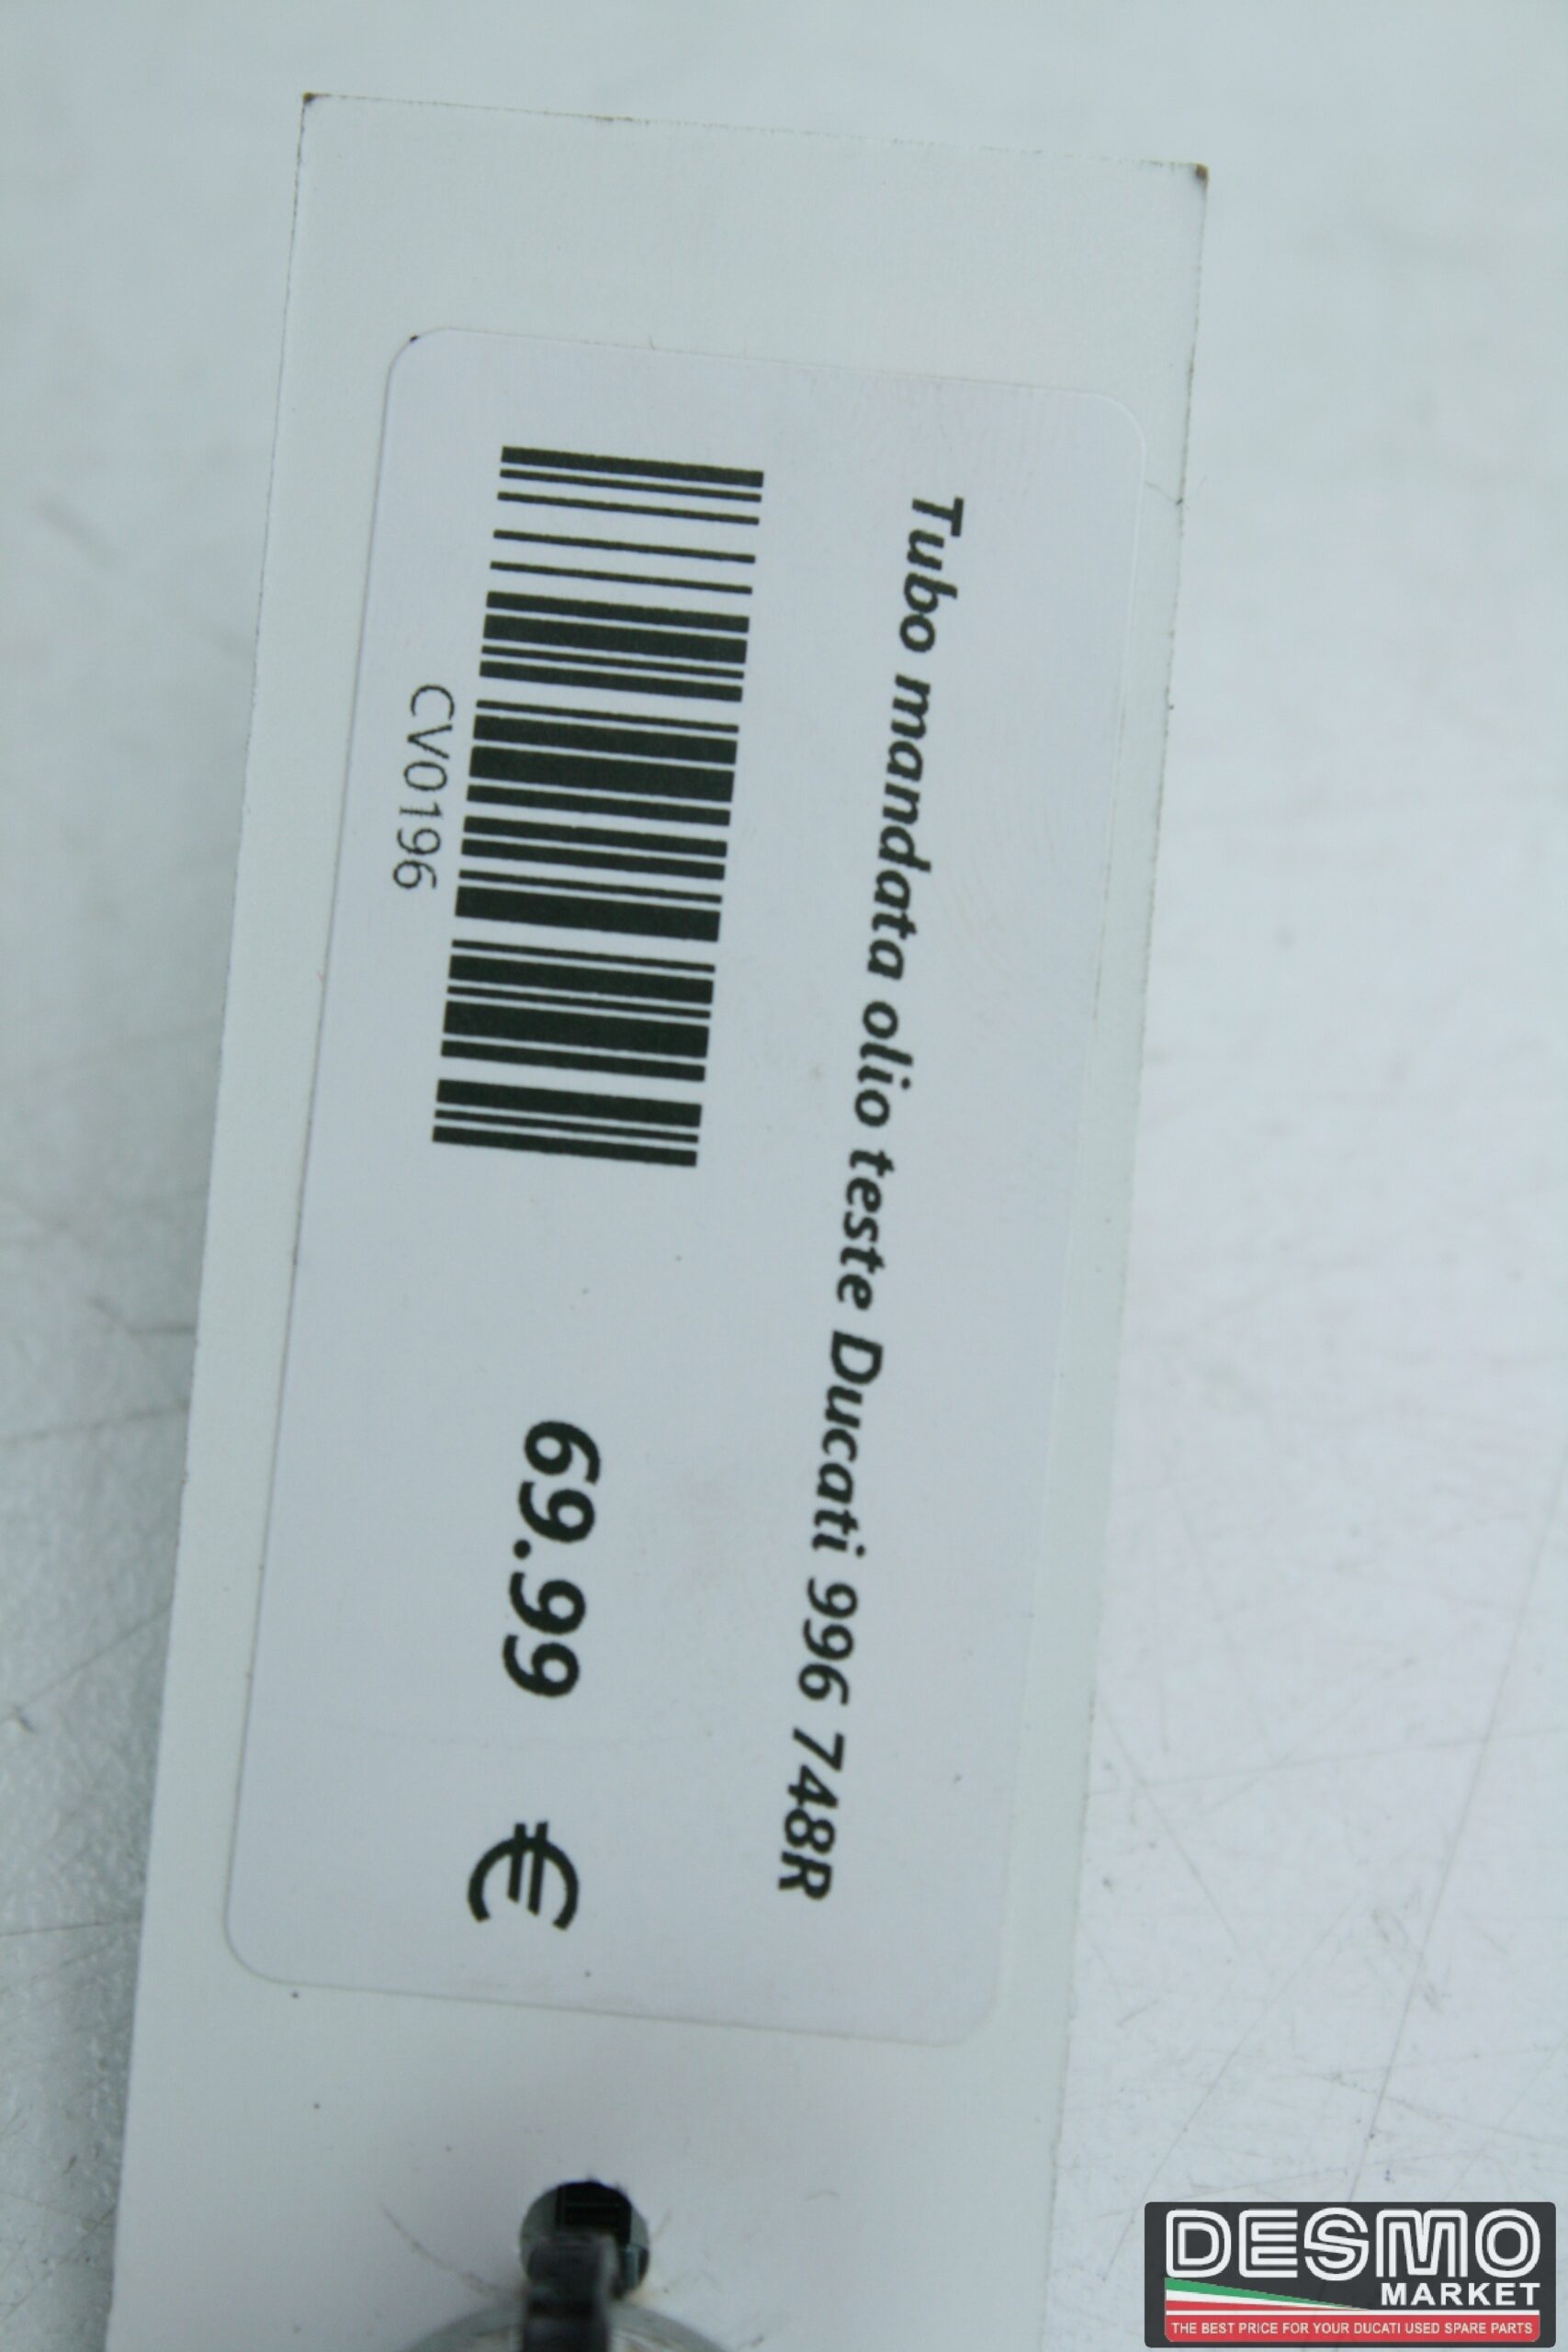 Tubo mandata olio teste Ducati 996 748R
CV0196
69.99 €
DESMO
MARKET
THE BEST PRICE FOR YOUR DUCATI USED SPARE PARTS